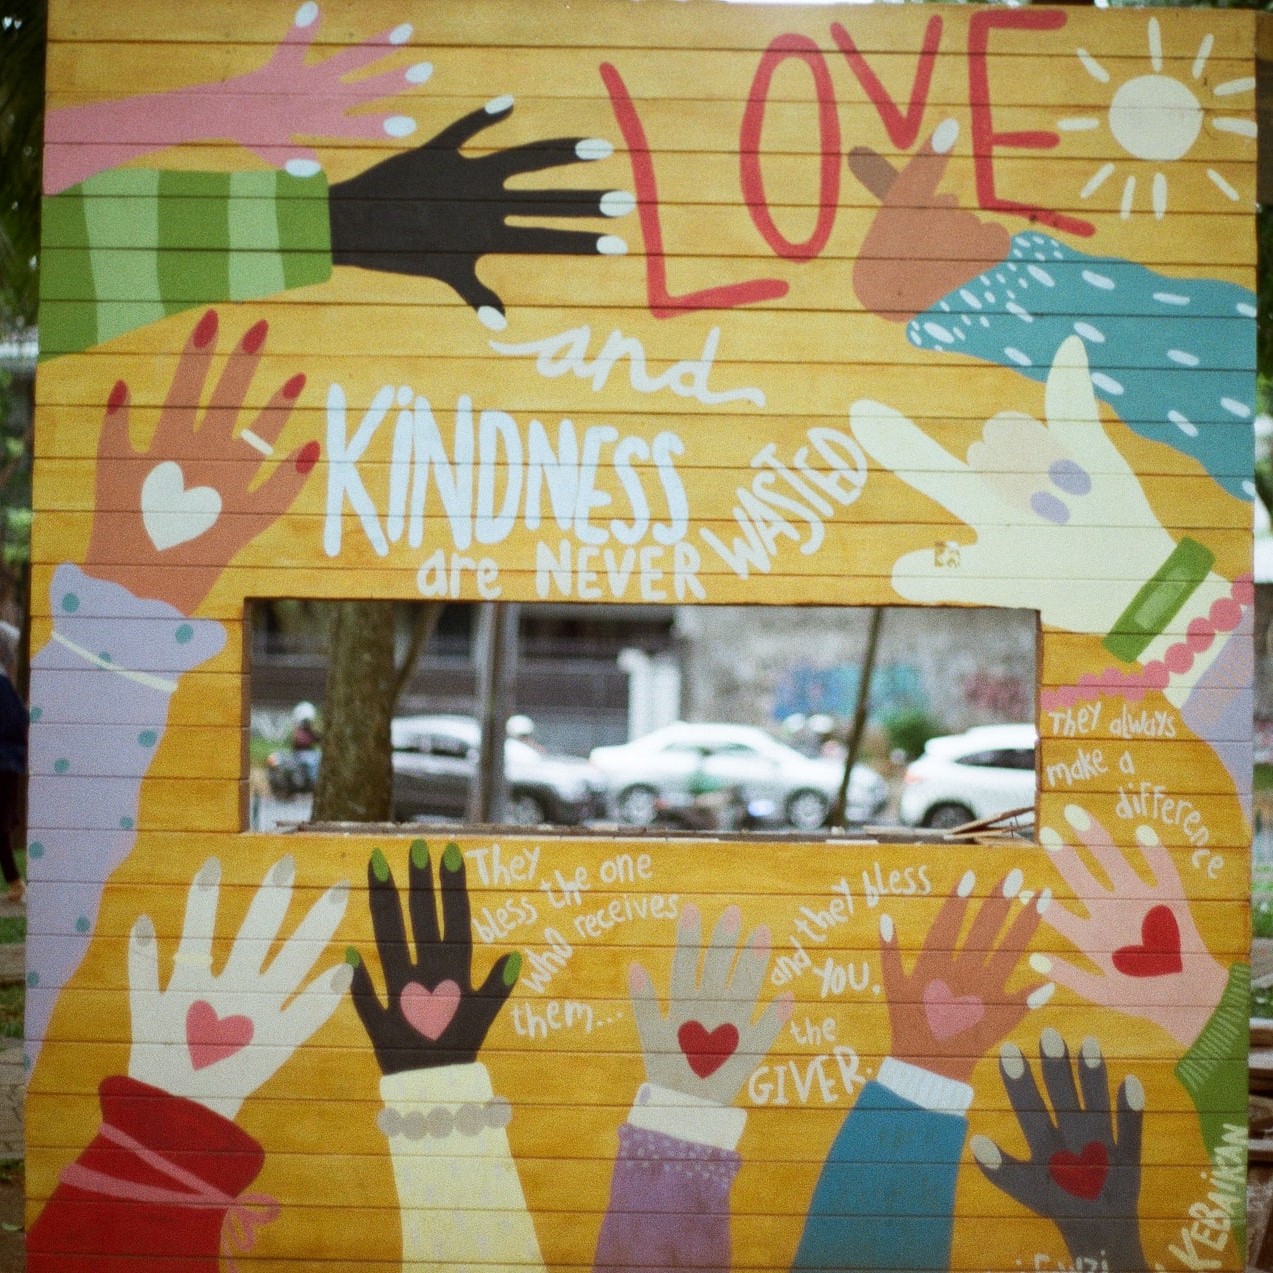 LOVE
and
KiNDNESS
are NEVER WASTED
They always
make a
difference
They
bless the one
who receives
them...
and they bless
YOU,
the
GIVER.
KEBAiKAN